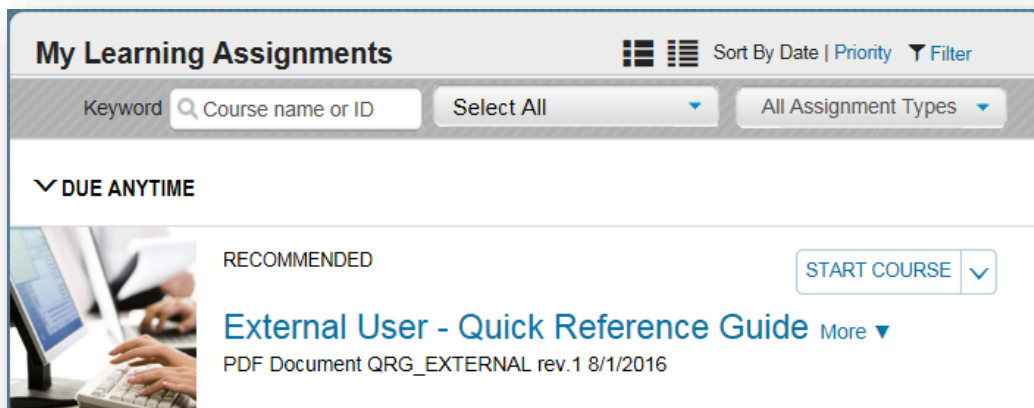 My Learning Assignments
Sort By Date | Priority Filter
Keyword Course name or ID Select All All Assignment Types
DUE ANYTIME
RECOMMENDED
START COURSE
External User - Quick Reference Guide More ▼
PDF Document QRG_EXTERNAL rev.1 8/1/2016